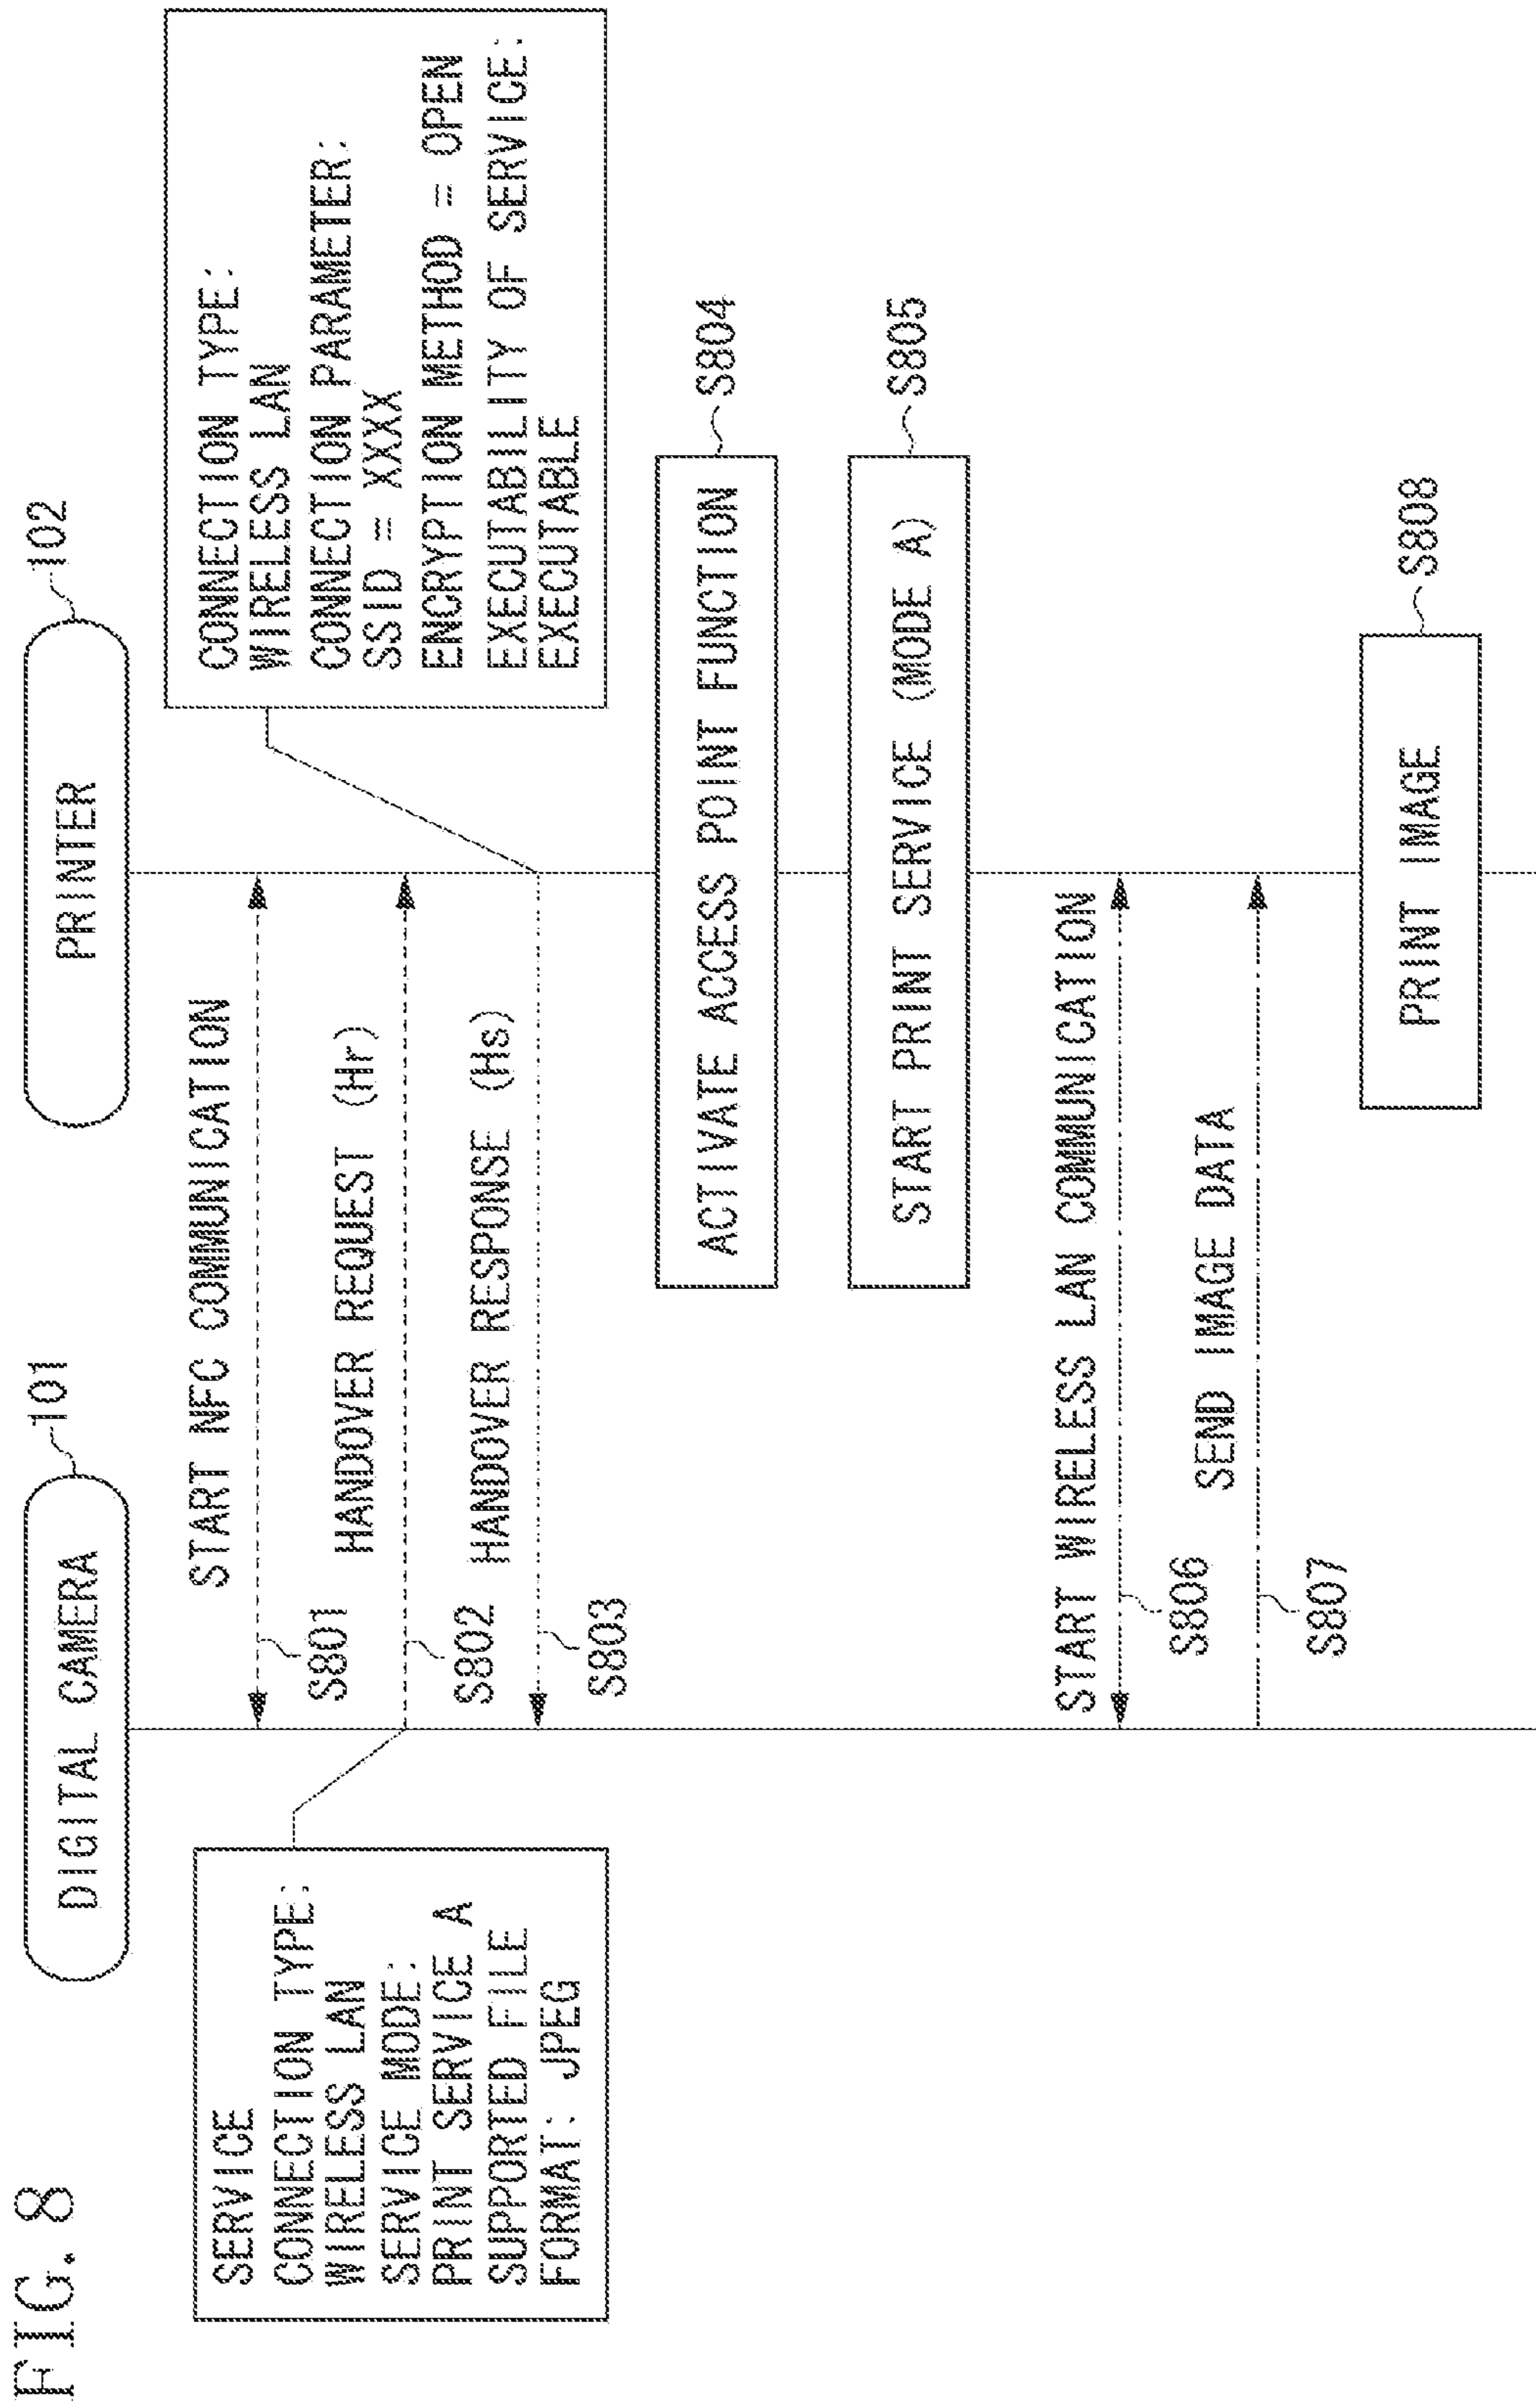 FIG. 8
DIGITAL CAMERA
101
PRINTER
102
START NFC COMMUNICATION
S801
SERVICE
CONNECTION TYPE:
WIRELESS LAN
SERVICE MODE:
PRINT SERVICE A
SUPPORTED FILE
FORMAT: JPEG
HANDOVER REQUEST (Hr)
S802
HANDOVER RESPONSE (Hs)
S803
CONNECTION TYPE:
WIRELESS LAN
CONNECTION PARAMETER:
SSID = XXXX
ENCRYPTION METHOD = OPEN
EXECUTABILITY OF SERVICE:
EXECUTABLE
ACTIVATE ACCESS POINT FUNCTION
S804
START PRINT SERVICE (MODE A)
S805
START WIRELESS LAN COMMUNICATION
S806
SEND IMAGE DATA
S807
PRINT IMAGE
S808